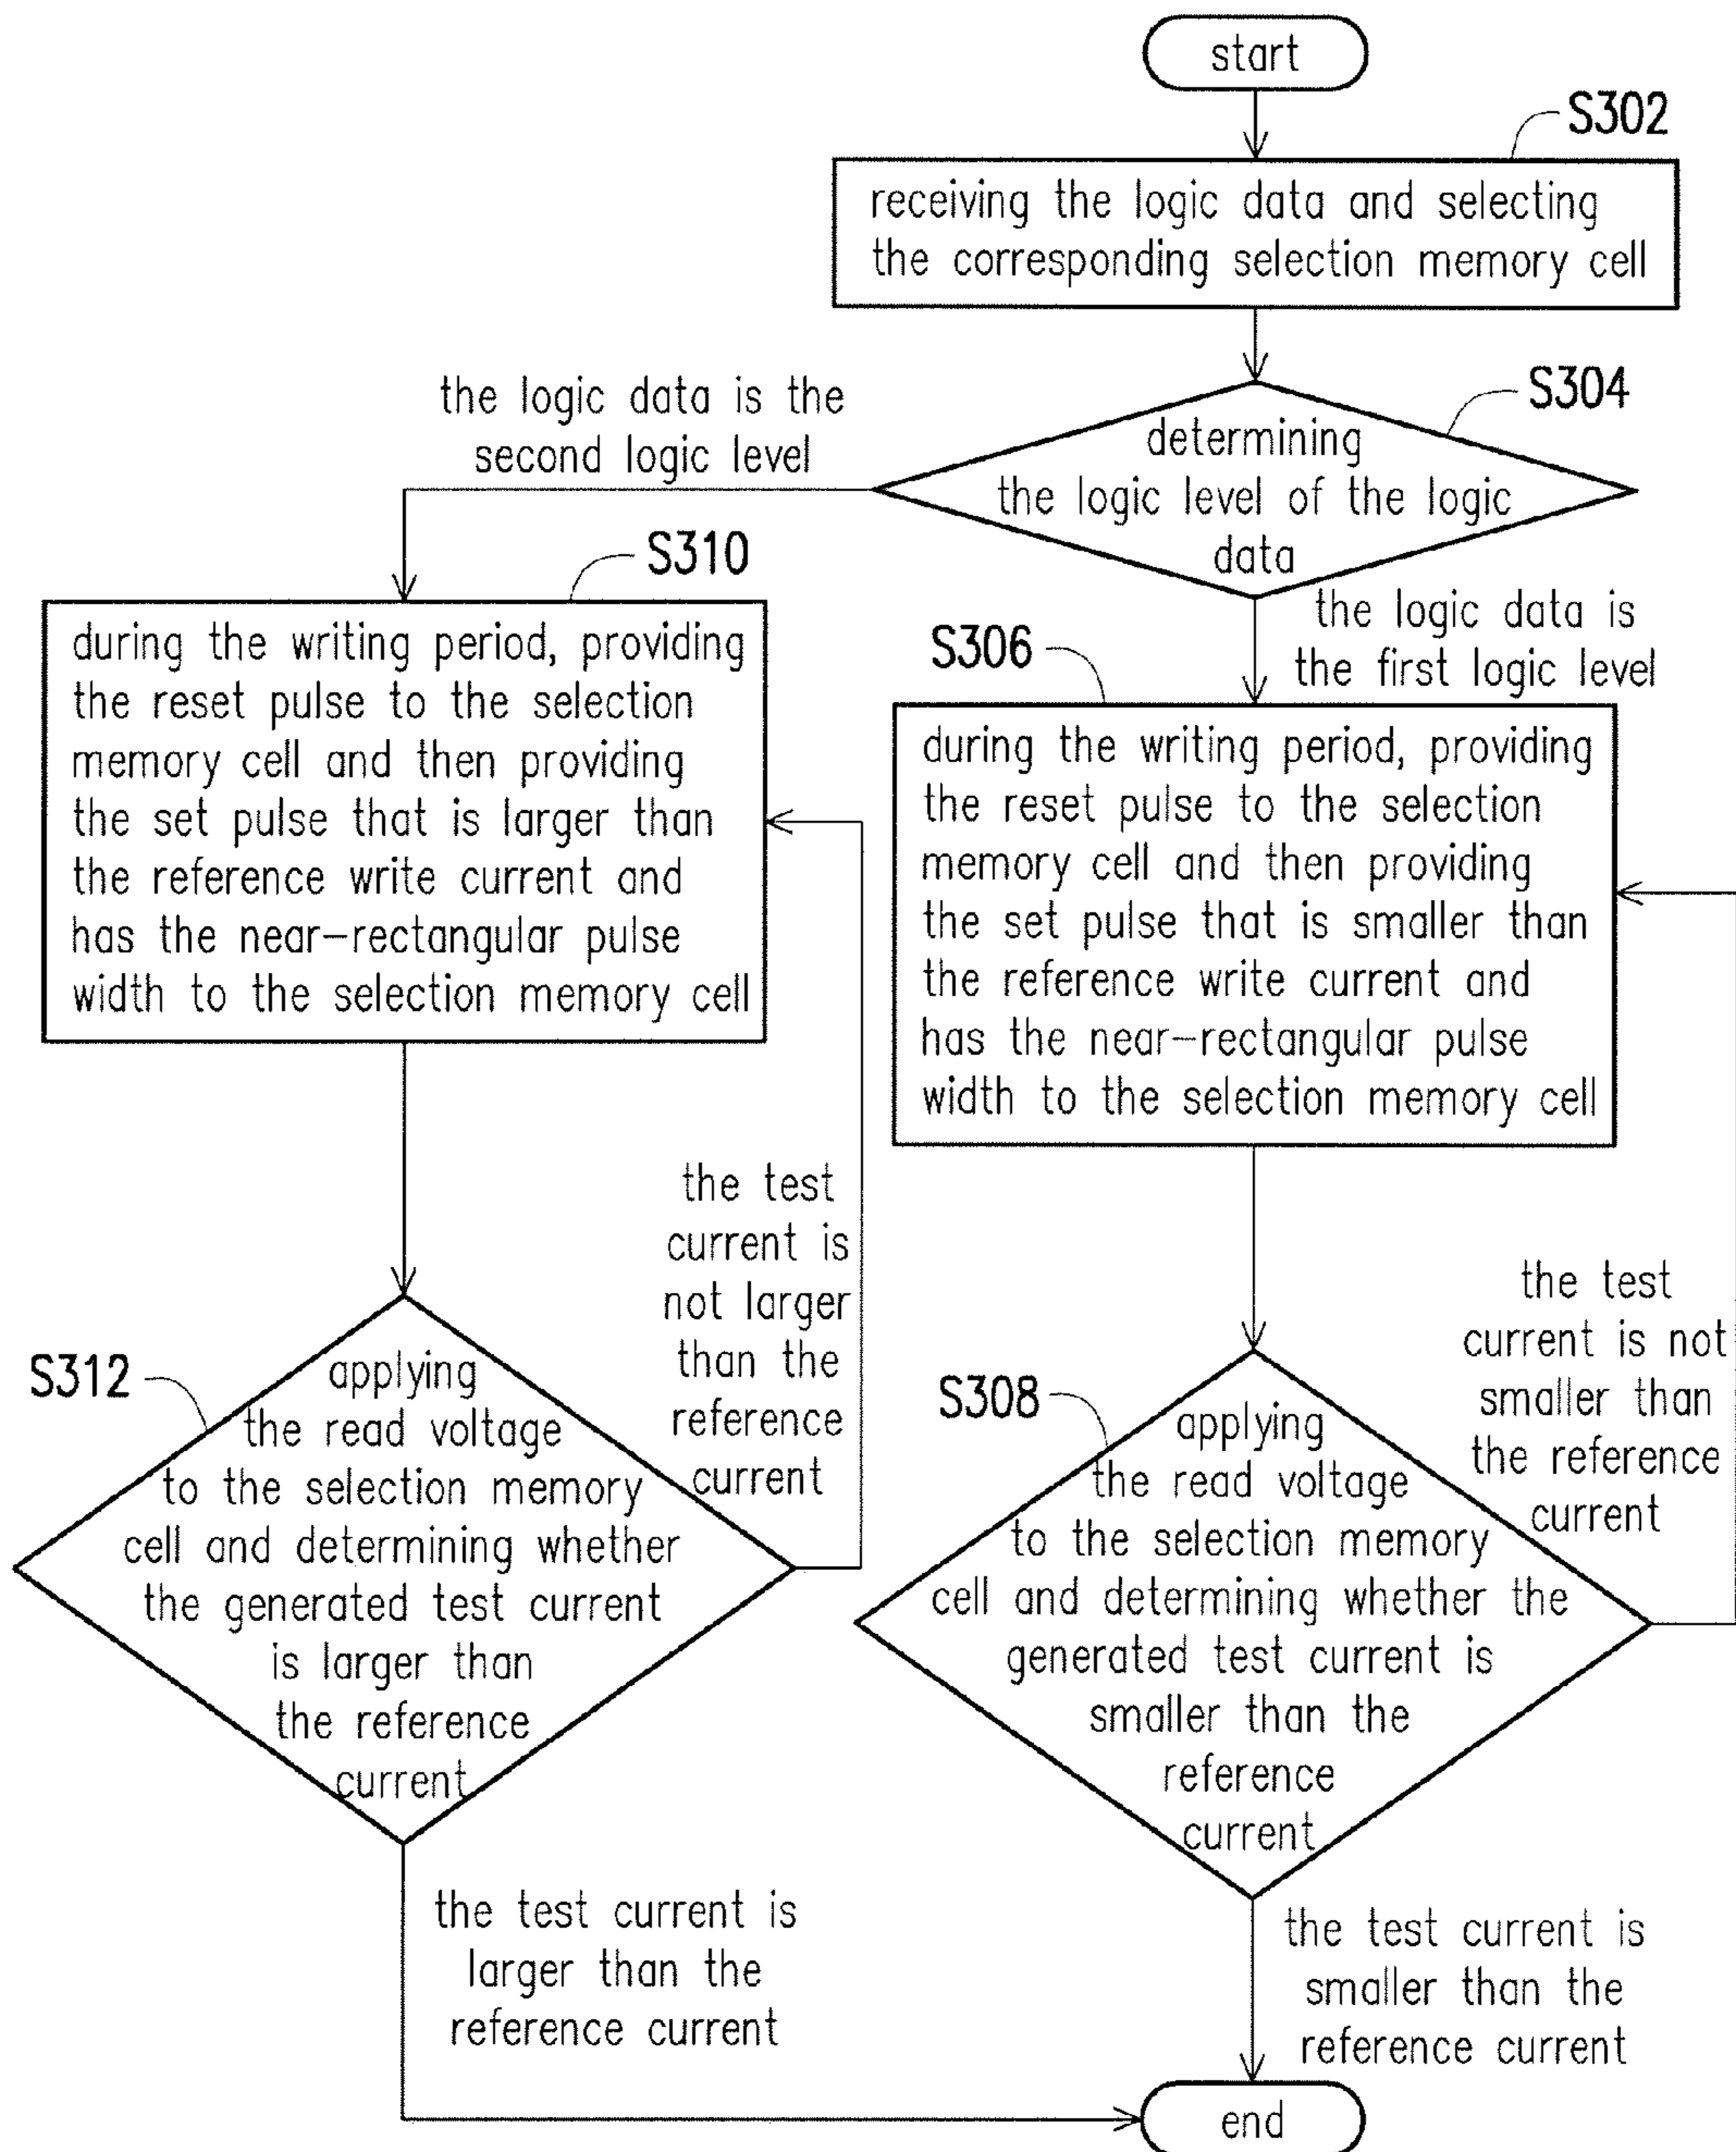 start
S302
receiving the logic data and selecting
the corresponding selection memory cell
S304
determining
the logic level of the logic
data
the logic data is the
second logic level
the logic data is
the first logic level
S310
during the writing period, providing
the reset pulse to the selection
memory cell and then providing
the set pulse that is larger than
the reference write current and
has the near-rectangular pulse
width to the selection memory cell
S306
during the writing period, providing
the reset pulse to the selection
memory cell and then providing
the set pulse that is smaller than
the reference write current and
has the near-rectangular pulse
width to the selection memory cell
the test
current is
not larger
than the
reference
current
the test
current is not
smaller than
the reference
current
S312
applying
the read voltage
to the selection memory
cell and determining whether
the generated test current
is larger than
the reference
current
S308
applying
the read voltage
to the selection memory
cell and determining whether the
generated test current is
smaller than the
reference
current
the test current is
larger than the
reference current
the test current is
smaller than the
reference current
end